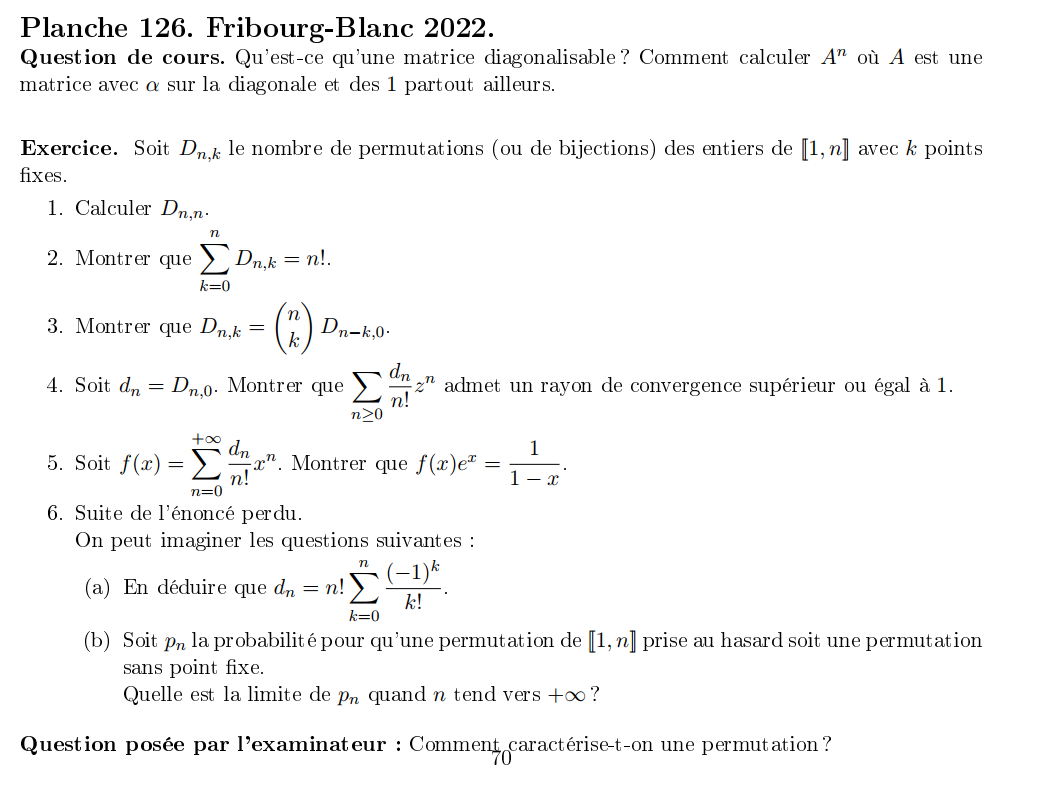 Planche 126. Fribourg-Blanc 2022.
Question de cours. Qu'est-ce qu'une matrice diagonalisable ? Comment calculer $A^n$ où $A$ est une
matrice avec $\alpha$ sur la diagonale et des 1 partout ailleurs.
Exercice. Soit $D_{n,k}$ le nombre de permutations (ou de bijections) des entiers de $[\![1,n]\!]$ avec $k$ points
fixes.
1. Calculer $D_{n,n}$.
2. Montrer que $\sum_{k=0}^{n} D_{n,k} = n!$.
3. Montrer que $D_{n,k} = \binom{n}{k} D_{n-k,0}$.
4. Soit $d_n = D_{n,0}$. Montrer que $\sum_{n \geq 0} \frac{d_n}{n!} z^n$ admet un rayon de convergence supérieur ou égal à 1.
5. Soit $f(x) = \sum_{n=0}^{+\infty} \frac{d_n}{n!} x^n$. Montrer que $f(x)e^x = \frac{1}{1-x}$.
6. Suite de l'énoncé perdu.
On peut imaginer les questions suivantes :
(a) En déduire que $d_n = n! \sum_{k=0}^{n} \frac{(-1)^k}{k!}$.
(b) Soit $p_n$ la probabilité pour qu'une permutation de $[\![1,n]\!]$ prise au hasard soit une permutation
sans point fixe.
Quelle est la limite de $p_n$ quand $n$ tend vers $+\infty$ ?
Question posée par l'examinateur : Comment caractérise-t-on une permutation ?
70